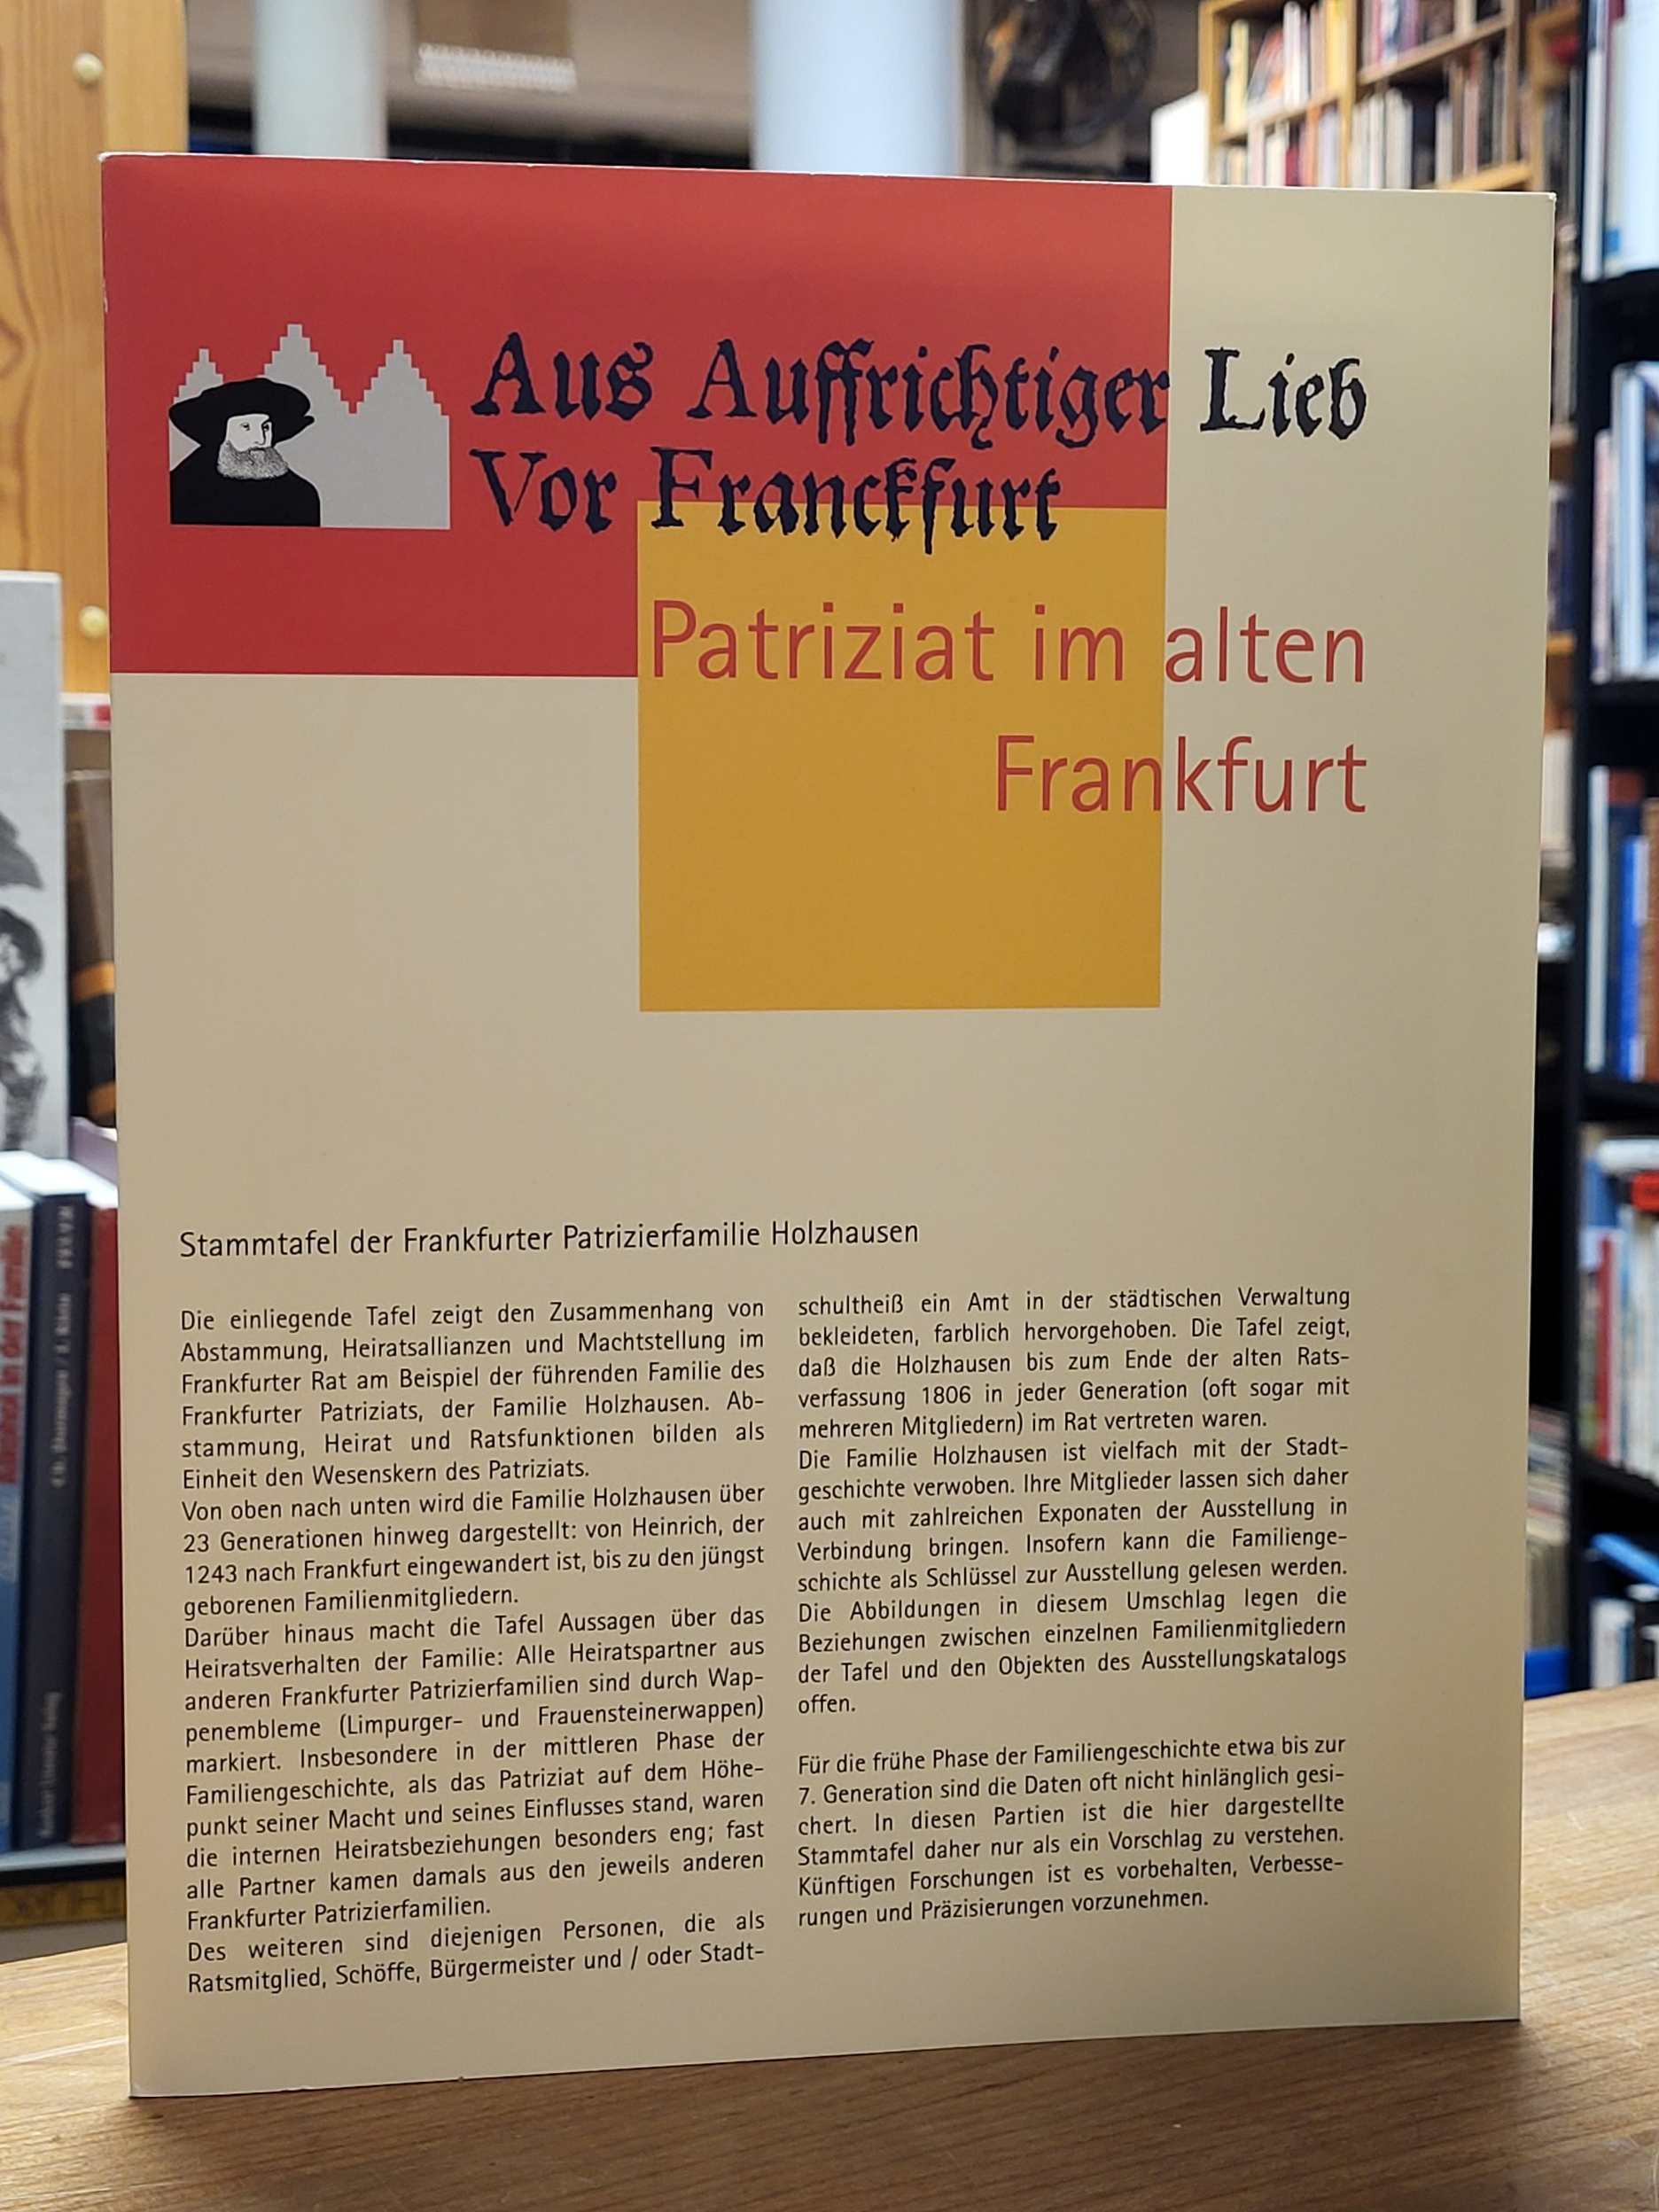 Aus Auffrichtiger Lieb
Vor Franckfurt
Patriziat im alten
Frankfurt
Stammtafel der Frankfurter Patrizierfamilie Holzhausen
Die einliegende Tafel zeigt den Zusammenhang von
Abstammung, Heiratsallianzen und Machtstellung im
Frankfurter Rat am Beispiel der führenden Familie des
Frankfurter Patriziats, der Familie Holzhausen. Ab-
stammung, Heirat und Ratsfunktionen bilden als
Einheit den Wesenskern des Patriziats.
Von oben nach unten wird die Familie Holzhausen über
23 Generationen hinweg dargestellt: von Heinrich, der
1243 nach Frankfurt eingewandert ist, bis zu den jüngst
geborenen Familienmitgliedern.
Darüber hinaus macht die Tafel Aussagen über das
Heiratsverhalten der Familie: Alle Heiratspartner aus
anderen Frankfurter Patrizierfamilien sind durch Wap-
penembleme (Limpurger- und Frauensteinerwappen)
markiert. Insbesondere in der mittleren Phase der
Familiengeschichte, als das Patriziat auf dem Höhe-
punkt seiner Macht und seines Einflusses stand, waren
die internen Heiratsbeziehungen besonders eng; fast
alle Partner kamen damals aus den jeweils anderen
Frankfurter Patrizierfamilien.
Des weiteren sind diejenigen Personen, die als
Ratsmitglied, Schöffe, Bürgermeister und / oder Stadt-
schultheiß ein Amt in der städtischen Verwaltung
bekleideten, farblich hervorgehoben. Die Tafel zeigt,
daß die Holzhausen bis zum Ende der alten Rats-
verfassung 1806 in jeder Generation (oft sogar mit
mehreren Mitgliedern) im Rat vertreten waren.
Die Familie Holzhausen ist vielfach mit der Stadt-
geschichte verwoben. Ihre Mitglieder lassen sich daher
auch mit zahlreichen Exponaten der Ausstellung in
Verbindung bringen. Insofern kann die Familienge-
schichte als Schlüssel zur Ausstellung gelesen werden.
Die Abbildungen in diesem Umschlag legen die
Beziehungen zwischen einzelnen Familienmitgliedern
der Tafel und den Objekten des Ausstellungskatalogs
offen.
Für die frühe Phase der Familiengeschichte etwa bis zur
7. Generation sind die Daten oft nicht hinlänglich gesi-
chert. In diesen Partien ist die hier dargestellte
Stammtafel daher nur als ein Vorschlag zu verstehen.
Künftigen Forschungen ist es vorbehalten, Verbesse-
rungen und Präzisierungen vorzunehmen.